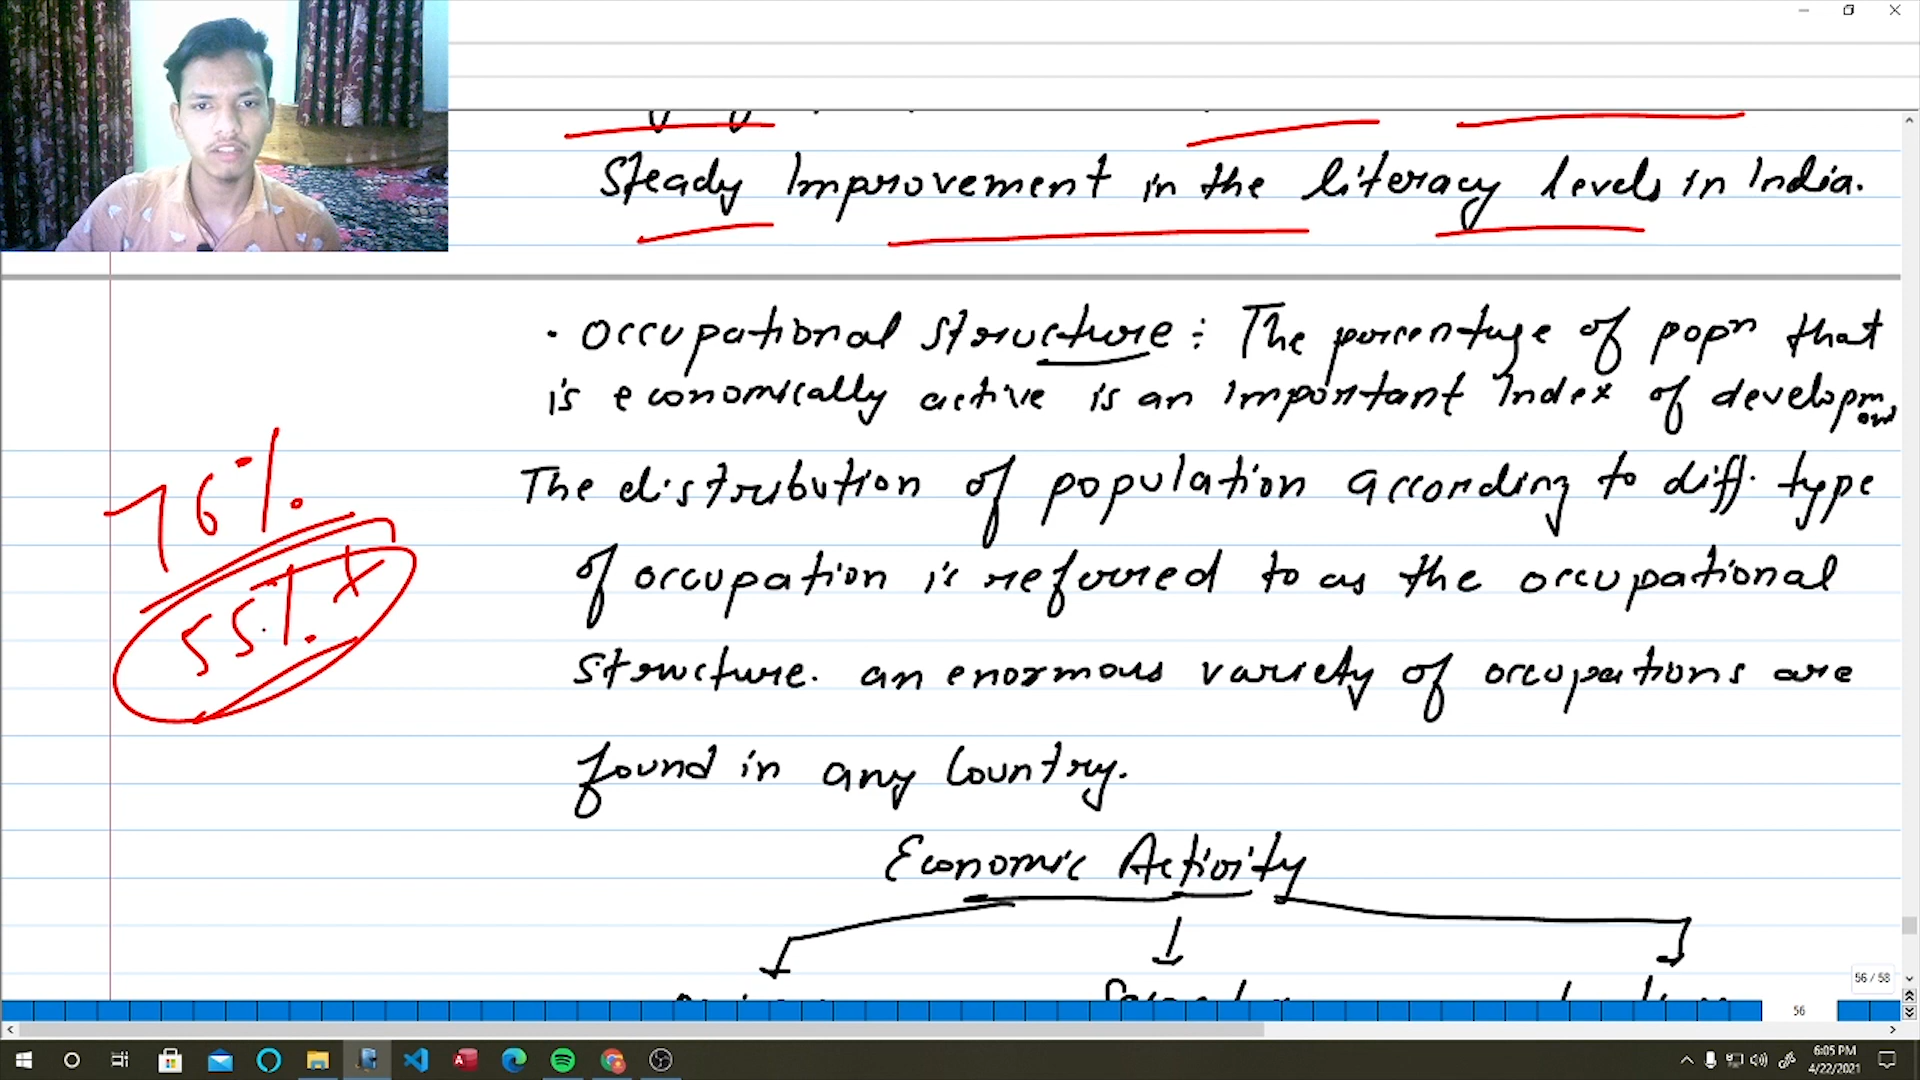 Steady Improvement in the literacy levels in India.
• Occupational Structure : The percentage of popn that
is economically active is an important Index of developm
The distribution of population according to diff. type
of occupation is referred to as the occupational
structure. an enormous variety of occupations are
found in any Country.
76%.
55%.
Economic Activity
56 / 58
56
6:05 PM
4/22/2021